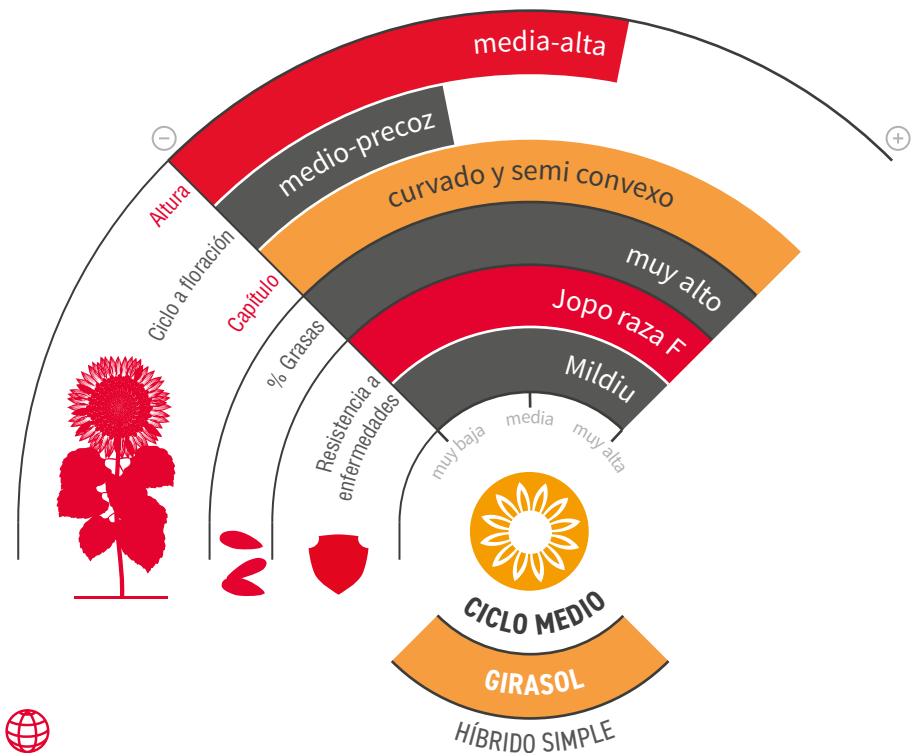 media-alta
medio-precoz
curvado y semi convexo
muy alto
Jopo raza F
Mildiu
Altura
Ciclo a floración
Capítulo
% Grasas
Resistencia a
enfermedades
muy baja
media
muy alta
CICLO MEDIO
GIRASOL
HÍBRIDO SIMPLE